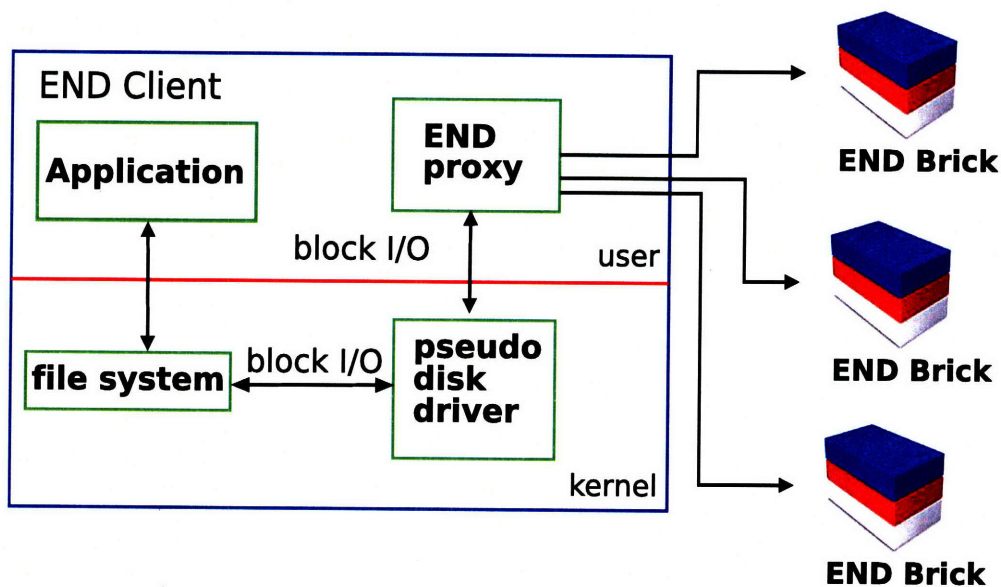 END Client
Application
END
proxy
END Brick
block I/O
user
file system
block I/O
pseudo
disk
driver
END Brick
kernel
END Brick